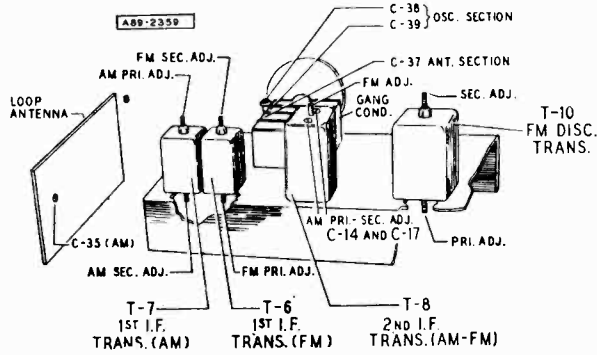 A89-2359
C-38
C-39
OSC. SECTION
C-37 ANT. SECTION
FM SEC. ADJ.
AM PRI. ADJ.
FM ADJ.
GANG
COND.
SEC. ADJ.
LOOP
ANTENNA
T-10
FM DISC.
TRANS.
C-35 (AM)
AM PRI.- SEC. ADJ.
C-14 AND C-17
PRI. ADJ.
AM SEC. ADJ.
FM PRI. ADJ.
T-7
1ST I.F.
TRANS. (AM)
T-6
1ST I.F.
TRANS. (FM)
T-8
2ND I.F.
TRANS. (AM-FM)